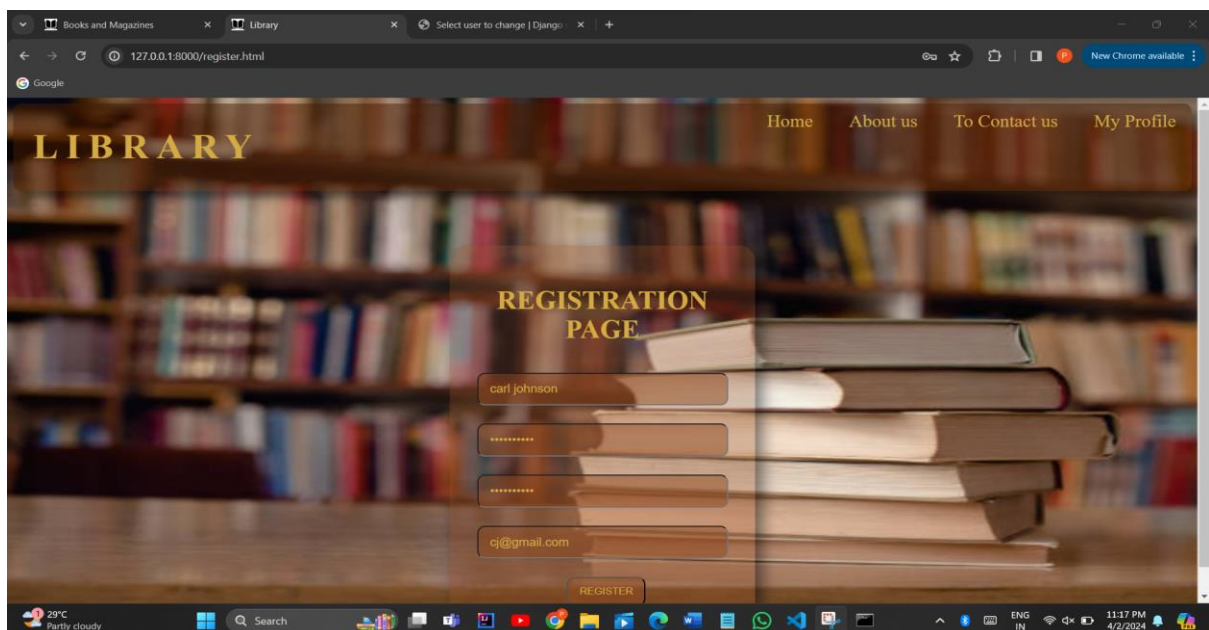 Books and Magazines
Library
Select user to change | Django
127.0.0.1:8000/register.html
New Chrome available
Google
LIBRARY
Home About us To Contact us My Profile
REGISTRATION
PAGE
carl johnson
••••••••••
••••••••••
cj@gmail.com
REGISTER
1
29°C
Partly cloudy
Search
ENG
IN
11:17 PM
4/2/2024